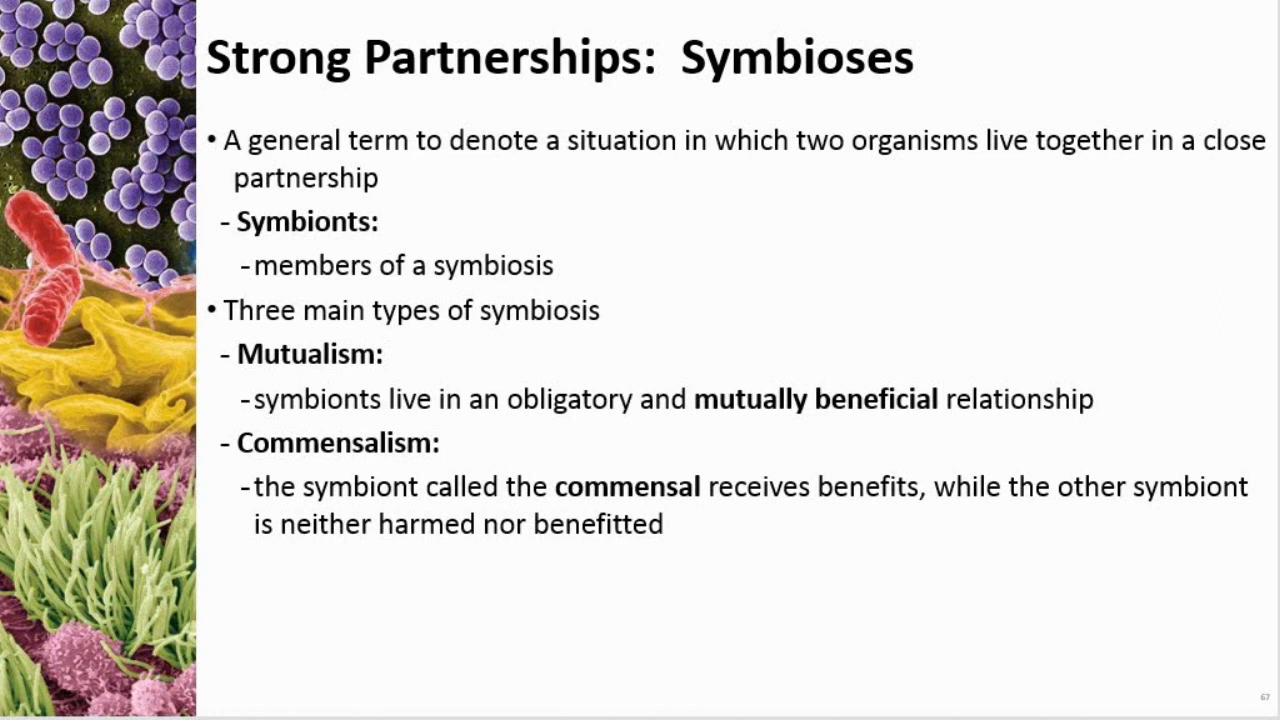 Strong Partnerships:  Symbioses
• A general term to denote a situation in which two organisms live together in a close
partnership
- Symbionts:
- members of a symbiosis
• Three main types of symbiosis
- Mutualism:
- symbionts live in an obligatory and mutually beneficial relationship
- Commensalism:
- the symbiont called the commensal receives benefits, while the other symbiont
is neither harmed nor benefitted
67